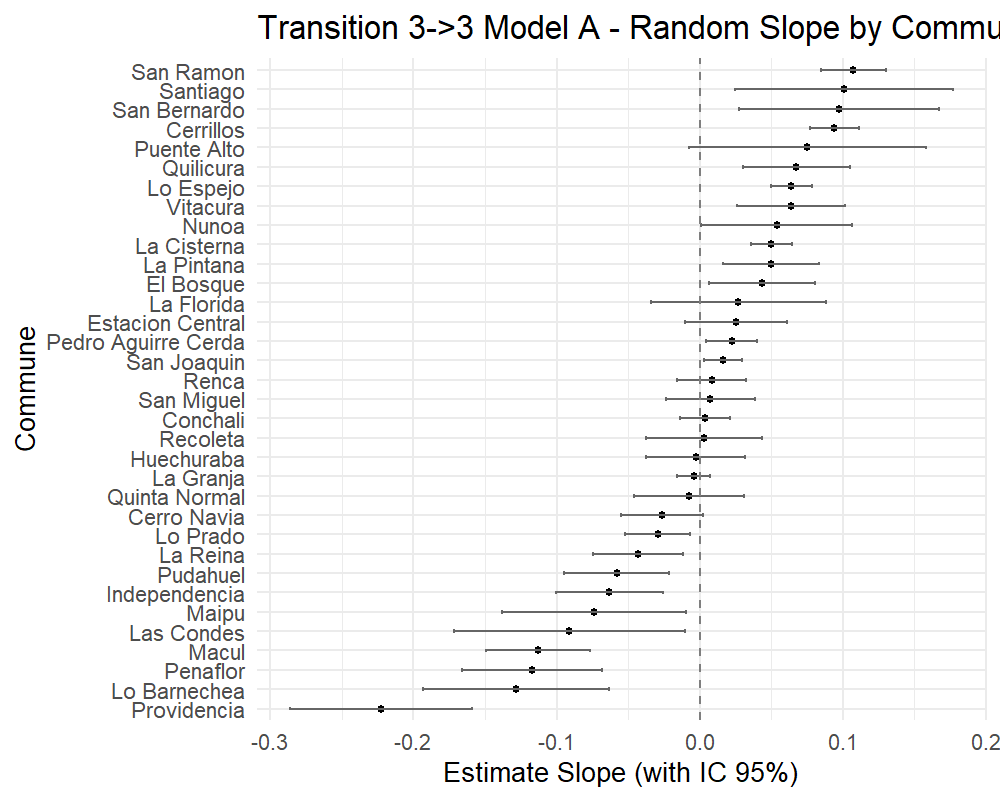 Transition 3->3 Model A - Random Slope by Commu
San Ramon
Santiago
San Bernardo
Cerrillos
Puente Alto
Quilicura
Lo Espejo
Vitacura
Nunoa
La Cisterna
La Pintana
El Bosque
La Florida
Estacion Central
Pedro Aguirre Cerda
San Joaquin
Renca
San Miguel
Conchali
Recoleta
Huechuraba
La Granja
Quinta Normal
Cerro Navia
Lo Prado
La Reina
Pudahuel
Independencia
Maipu
Las Condes
Macul
Penaflor
Lo Barnechea
Providencia
Commune
-0.3 -0.2 -0.1 0.0 0.1 0.2
Estimate Slope (with IC 95%)